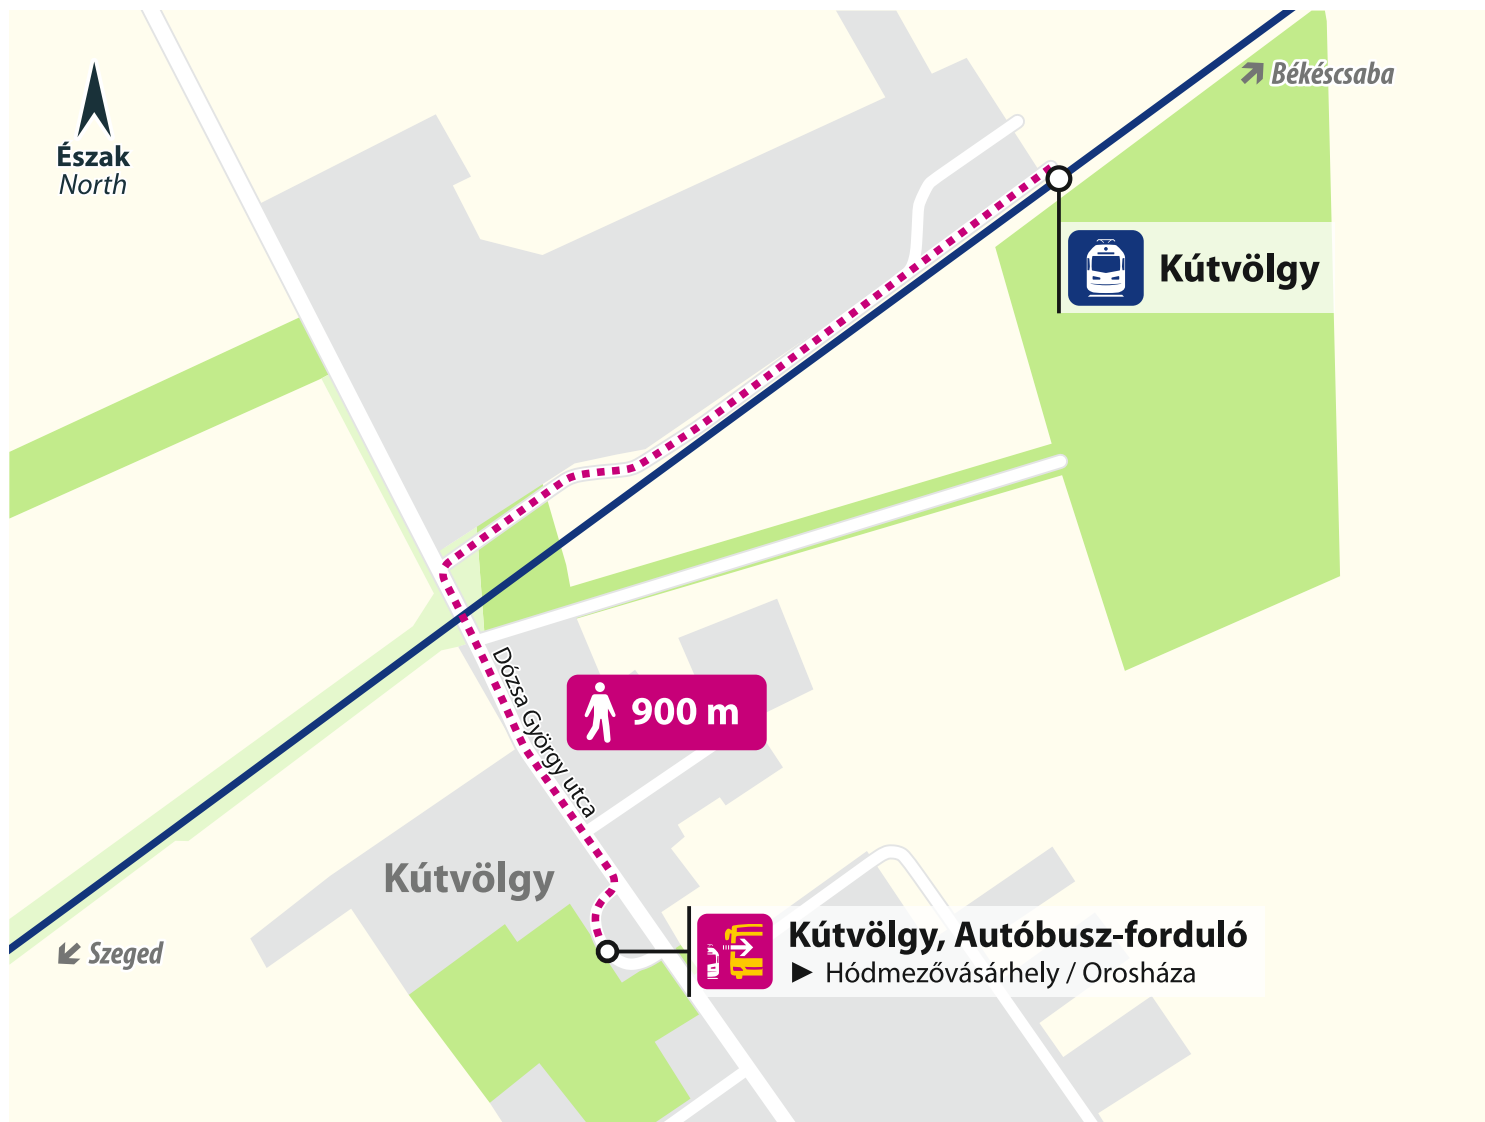 Észak
North
Békéscsaba
Kútvölgy
Dózsa György utca
900 m
Kútvölgy
Kútvölgy, Autóbusz-forduló
▶ Hódmezővásárhely / Orosháza
Szeged